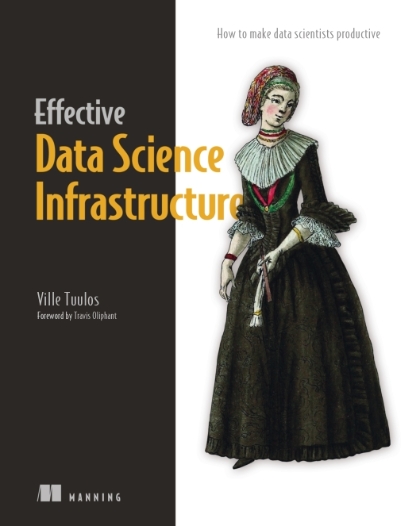 How to make data scientists productive
Effective
Data Science
Infrastructure
Ville Tuulos
Foreword by Travis Oliphant
MANNING